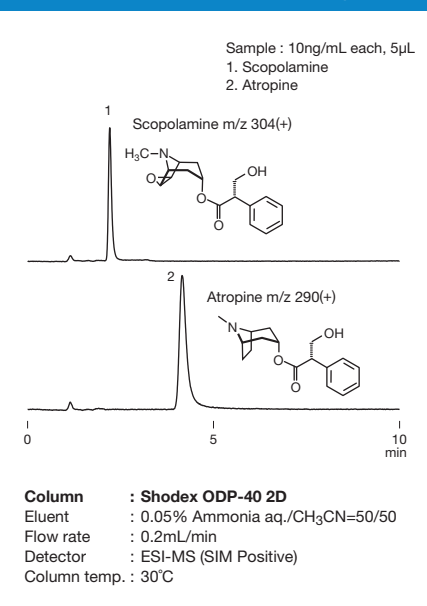 Sample : 10ng/mL each, 5µL
1. Scopolamine
2. Atropine
1
Scopolamine m/z 304(+)
H₃C–N
OH
O
O
O
2
Atropine m/z 290(+)
N
OH
O
O
0 5 10
min
Column : Shodex ODP-40 2D
Eluent : 0.05% Ammonia aq./CH₃CN=50/50
Flow rate : 0.2mL/min
Detector : ESI-MS (SIM Positive)
Column temp. : 30°C